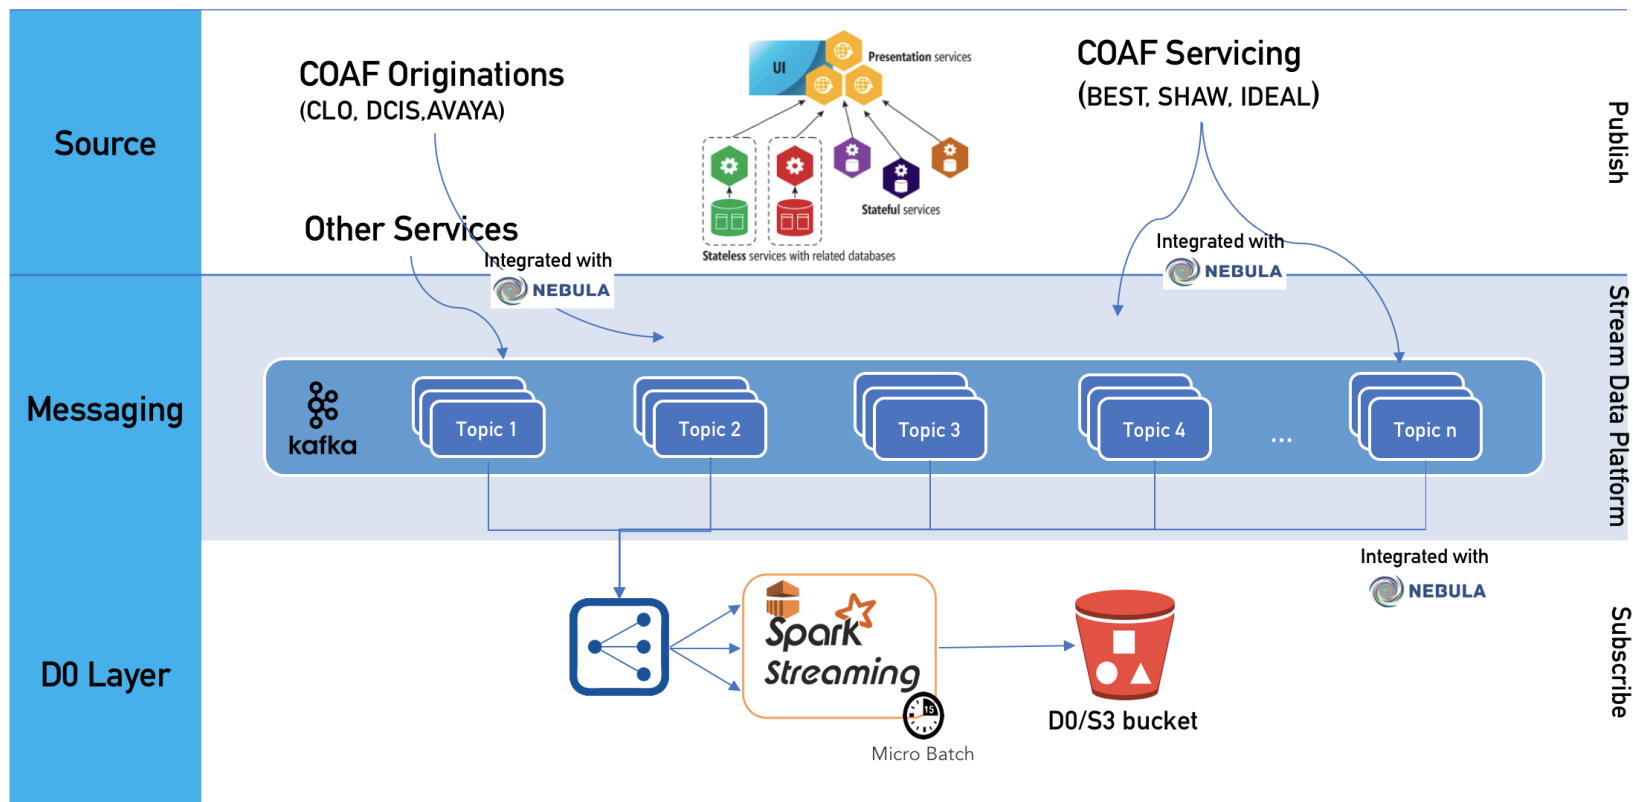 Source
COAF Originations
(CLO, DCIS,AVAYA)
Other Services
Integrated with
NEBULA
UI
Presentation services
Stateful services
Stateless services with related databases
COAF Servicing
(BEST, SHAW, IDEAL)
Integrated with
NEBULA
Publish
Messaging
kafka
Topic 1
Topic 2
Topic 3
Topic 4
...
Topic n
Stream Data Platform
D0 Layer
Spark
Streaming
15
Micro Batch
D0/S3 bucket
Integrated with
NEBULA
Subscribe